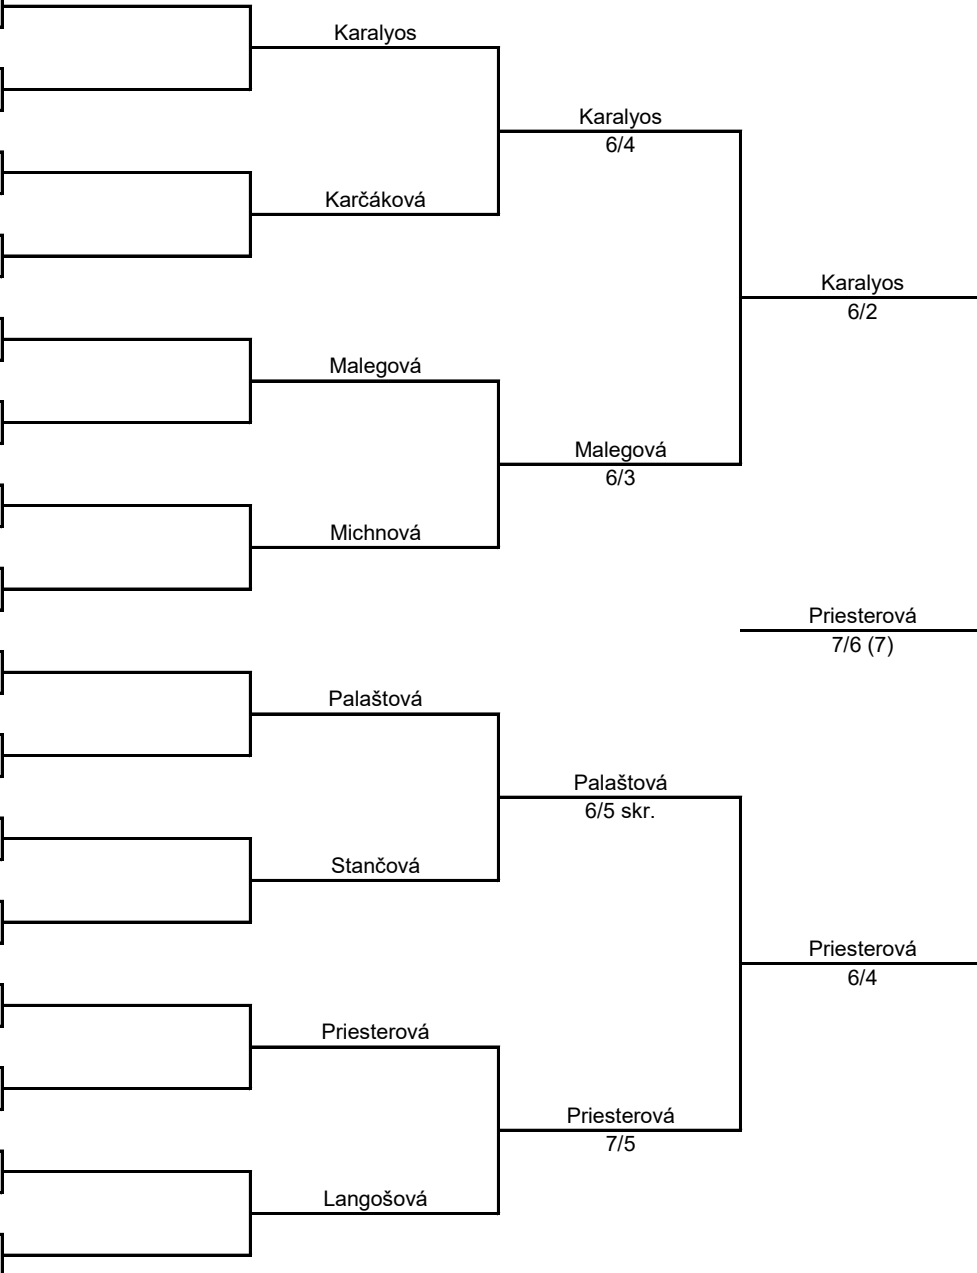 Karalyos
Karalyos
6/4
Karčáková
Karalyos
6/2
Malegová
Malegová
6/3
Michnová
Priesterová
7/6 (7)
Palaštová
Palaštová
6/5 skr.
Stančová
Priesterová
6/4
Priesterová
Priesterová
7/5
Langošová